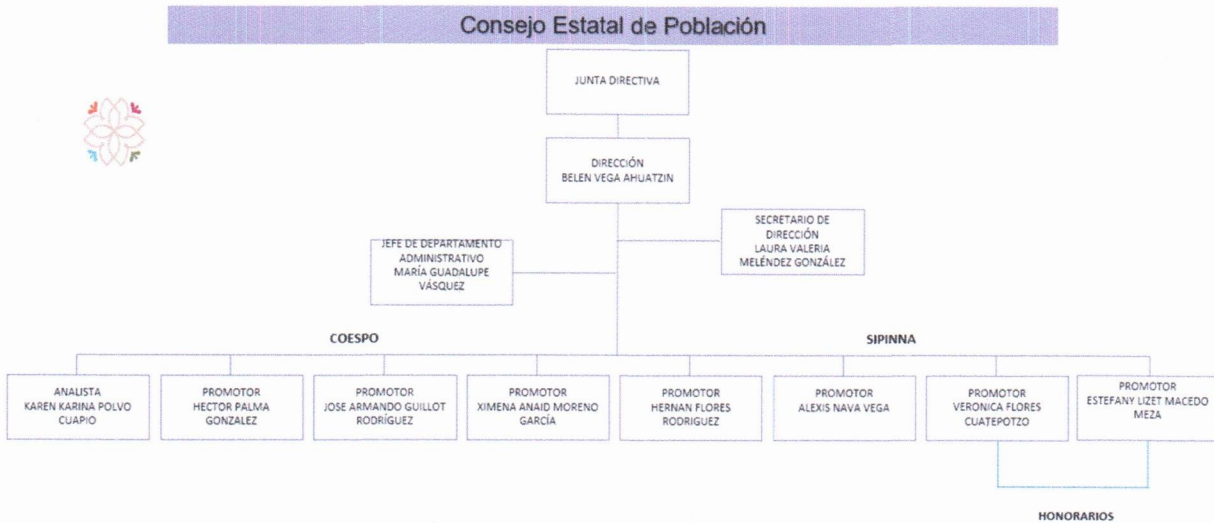 Consejo Estatal de Población
JUNTA DIRECTIVA
DIRECCIÓN
BELEN VEGA AHUATZIN
SECRETARIO DE
DIRECCIÓN
LAURA VALERIA
MELÉNDEZ GONZÁLEZ
JEFE DE DEPARTAMENTO
ADMINISTRATIVO
MARÍA GUADALUPE
VÁSQUEZ
COESPO
SIPINNA
ANALISTA
KAREN KARINA POLVO
CUAPIO
PROMOTOR
HECTOR PALMA
GONZALEZ
PROMOTOR
JOSE ARMANDO GUILLOT
RODRÍGUEZ
PROMOTOR
XIMENA ANAID MORENO
GARCÍA
PROMOTOR
HERNAN FLORES
RODRIGUEZ
PROMOTOR
ALEXIS NAVA VEGA
PROMOTOR
VERONICA FLORES
CUATEPOTZO
PROMOTOR
ESTEFANY LIZET MACEDO
MEZA
HONORARIOS